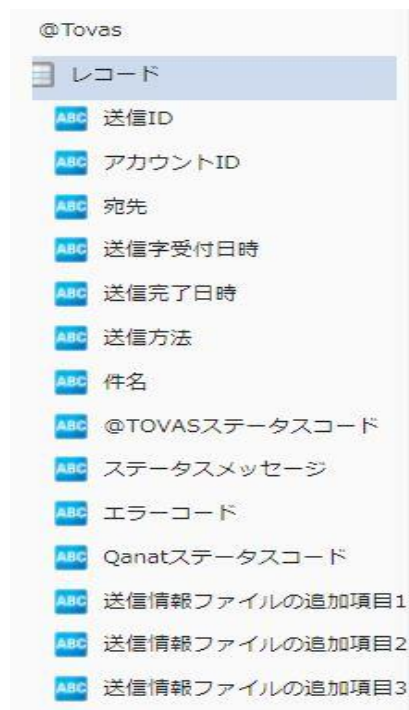 @Tovas
レコード
ABC 送信ID
ABC アカウントID
ABC 宛先
ABC 送信字受付日時
ABC 送信完了日時
ABC 送信方法
ABC 件名
ABC @TOVASステータスコード
ABC ステータスメッセージ
ABC エラーコード
ABC Qanatステータスコード
ABC 送信情報ファイルの追加項目1
ABC 送信情報ファイルの追加項目2
ABC 送信情報ファイルの追加項目3